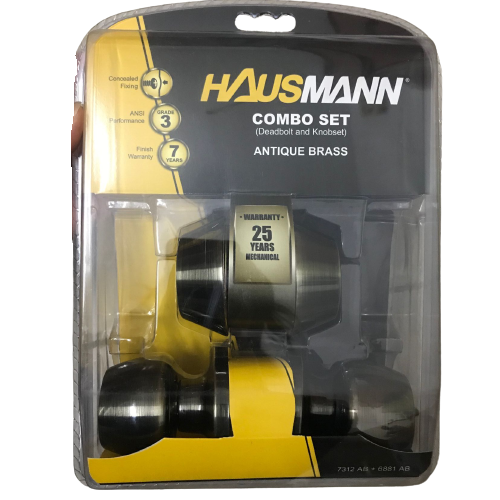 HAUSMANN®
COMBO SET
(Deadbolt and Knobset)
ANTIQUE BRASS
Concealed
Fixing
ANSI
Performance
GRADE
3
Finish
Warranty
7
YEARS
• WARRANTY •
25
YEARS
MECHANICAL
7312 AB + 6881 AB